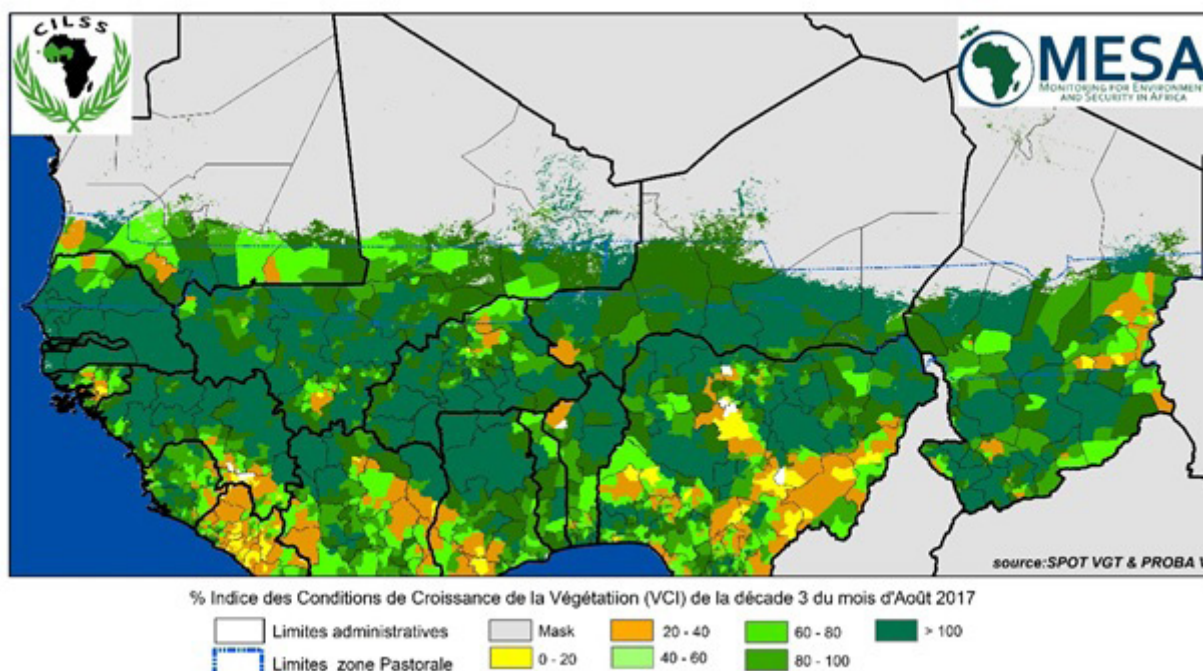 CILSS
MESA
MONITORING FOR ENVIRONMENT
AND SECURITY IN AFRICA
source:SPOT VGT & PROBA V
% Indice des Conditions de Croissance de la Végétatiion (VCI) de la décade 3 du mois d'Août 2017
Limites administratives Mask 20 - 40 60 - 80 > 100
Limites zone Pastorale 0 - 20 40 - 60 80 - 100